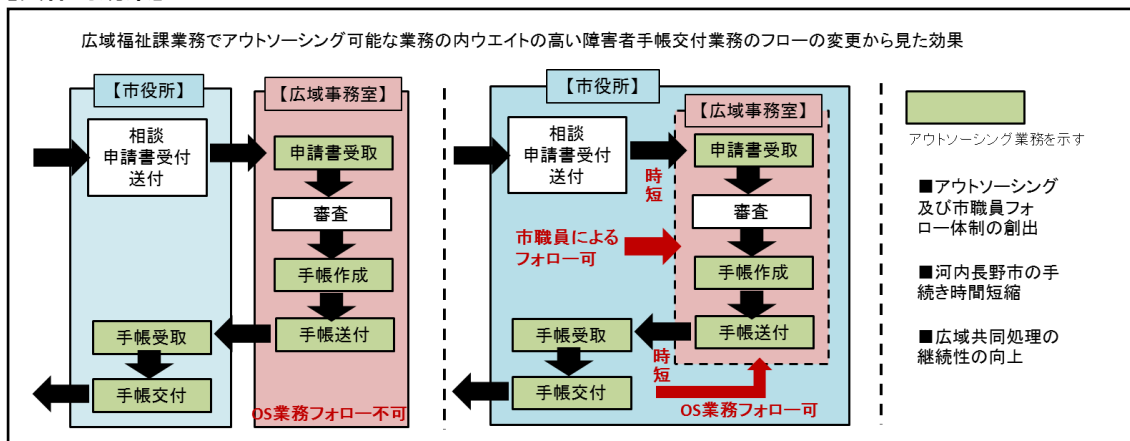 広域福祉課業務でアウトソーシング可能な業務の内ウエイトの高い障害者手帳交付業務のフローの変更から見た効果
【市役所】
相談
申請書受付
送付
手帳受取
手帳交付
【広域事務室】
申請書受取
審査
手帳作成
手帳送付
OS業務フォロー不可
【市役所】
相談
申請書受付
送付
時短
市職員による
フォロー可
手帳受取
手帳交付
時短
【広域事務室】
申請書受取
審査
手帳作成
手帳送付
OS業務フォロー可
アウトソーシング業務を示す
■アウトソーシング
及び市職員フォ
ロー体制の創出
■河内長野市の手
続き時間短縮
■広域共同処理の
継続性の向上